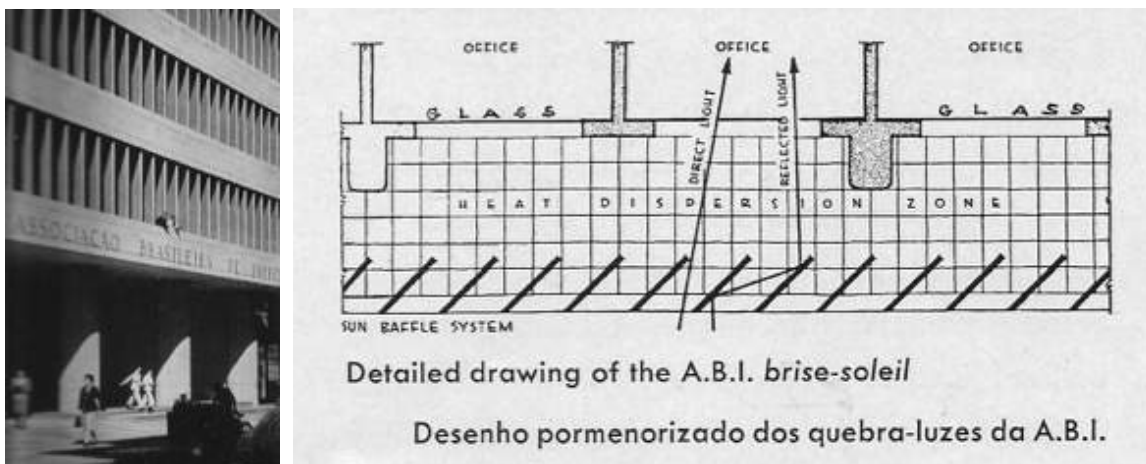 ASSOCIAÇÃO BRASILEIRA DE
OFFICE OFFICE OFFICE
GLASS GLASS
DIRECT LIGHT
REFLECTED LIGHT
HEAT DISPERSION ZONE
SUN BAFFLE SYSTEM
Detailed drawing of the A.B.I. brise-soleil
Desenho pormenorizado dos quebra-luzes da A.B.I.